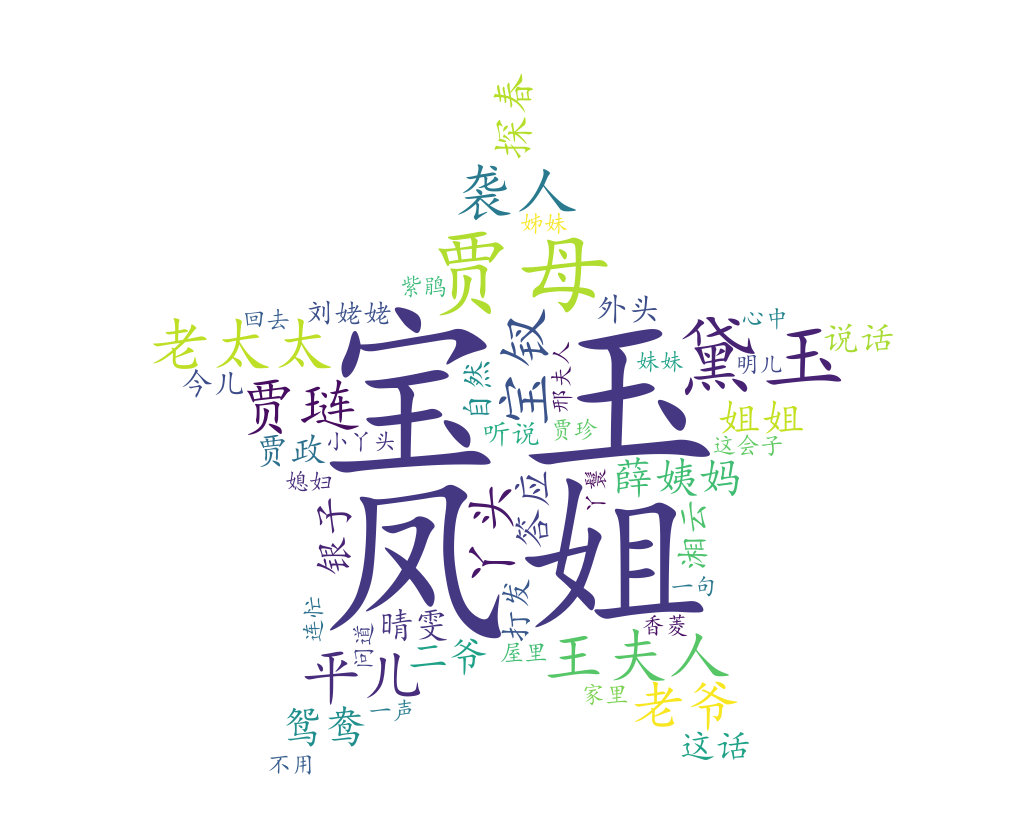 探春
袭人
姊妹
贾母
紫鹃
刘姥姥
回去
外头
心中
宝玉
宝钗
黛玉
说话
老太太
今儿
贾琏
自然
邢夫人
妹妹
明儿
姐姐
贾政
小丫头
听说
贾珍
这会子
媳妇
薛姨妈
凤姐
丫头
答应
丫鬟
银子
湘云
打发
一句
连忙
晴雯
问道
香菱
平儿
二爷
屋里
王夫人
鸳鸯
一声
家里
老爷
这话
不用